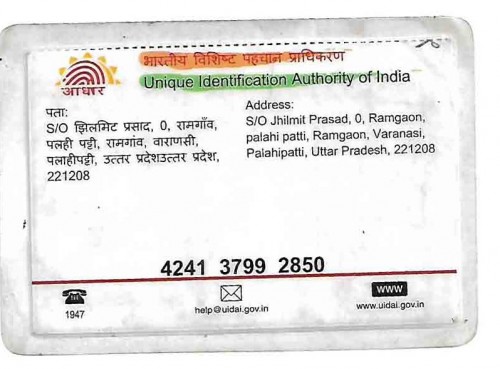 भारतीय विशिष्ट पहचान प्राधिकरण
Unique Identification Authority of India
आधार
पता:
S/O झिलमिट प्रसाद, 0, रामगाँव,
पलही पट्टी, रामगांव, वाराणसी,
पलाहीपट्टी, उत्तर प्रदेशउत्तर प्रदेश,
221208
Address:
S/O Jhilmit Prasad, 0, Ramgaon,
palahi patti, Ramgaon, Varanasi,
Palahipatti, Uttar Pradesh, 221208
4241 3799 2850
1947
help@uidai.gov.in
www
www.uidai.gov.in